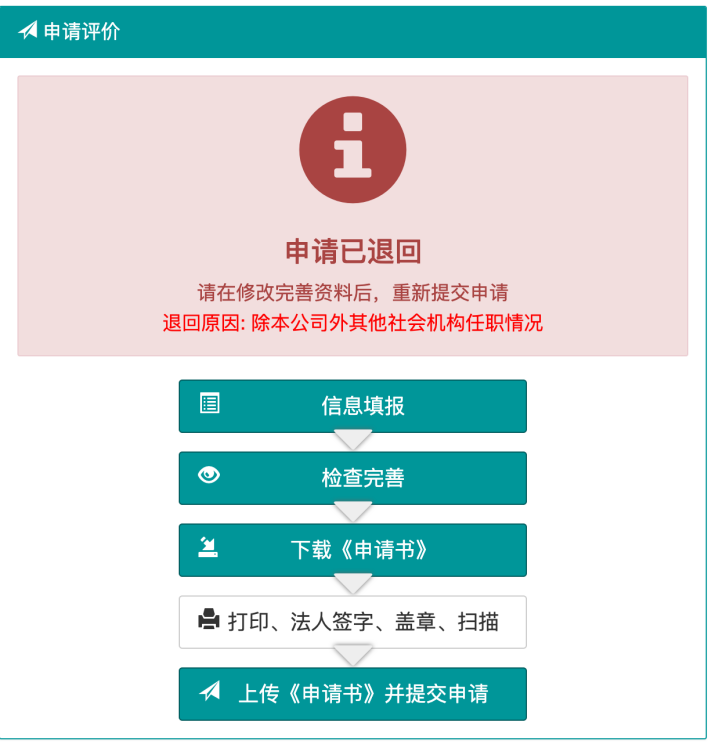 申请评价
申请已退回
请在修改完善资料后，重新提交申请
退回原因: 除本公司外其他社会机构任职情况
信息填报
检查完善
下载《申请书》
打印、法人签字、盖章、扫描
上传《申请书》并提交申请